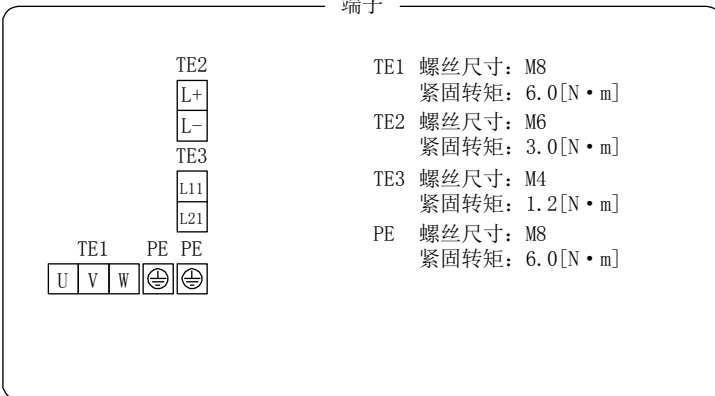 端子
TE2
L+
L-
TE3
L11
L21
TE1 PE PE
U V W
TE1 螺丝尺寸：M8
紧固转矩：6.0[N·m]
TE2 螺丝尺寸：M6
紧固转矩：3.0[N·m]
TE3 螺丝尺寸：M4
紧固转矩：1.2[N·m]
PE 螺丝尺寸：M8
紧固转矩：6.0[N·m]